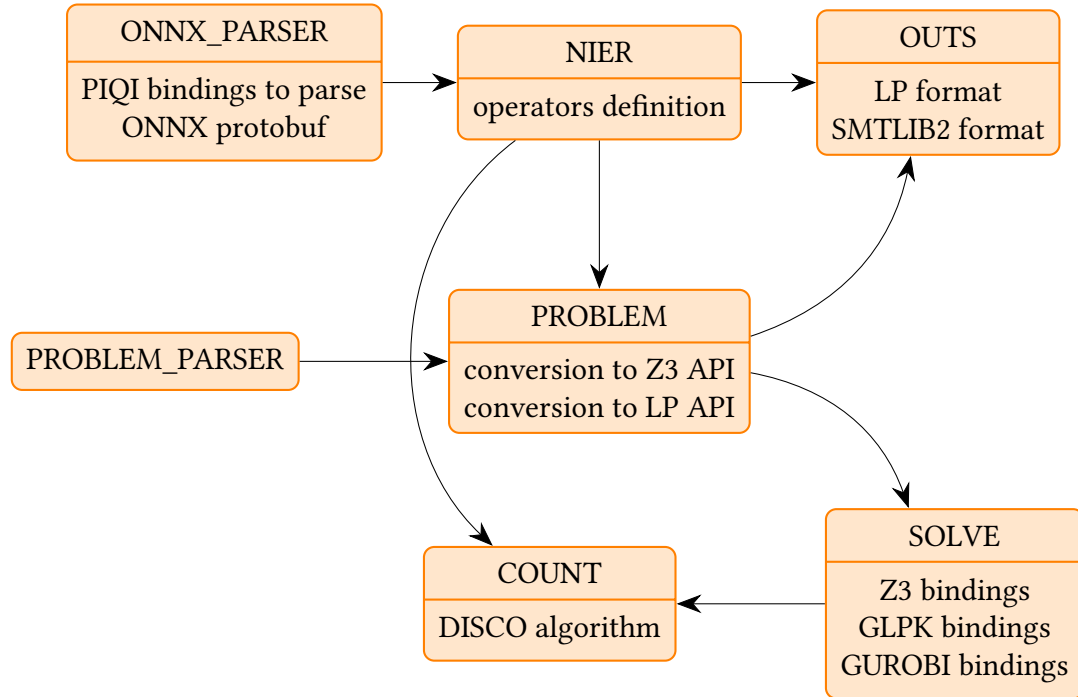 ONNX_PARSER
PIQI bindings to parse
ONNX protobuf
NIER
operators definition
OUTS
LP format
SMTLIB2 format
PROBLEM_PARSER
PROBLEM
conversion to Z3 API
conversion to LP API
COUNT
DISCO algorithm
SOLVE
Z3 bindings
GLPK bindings
GUROBI bindings